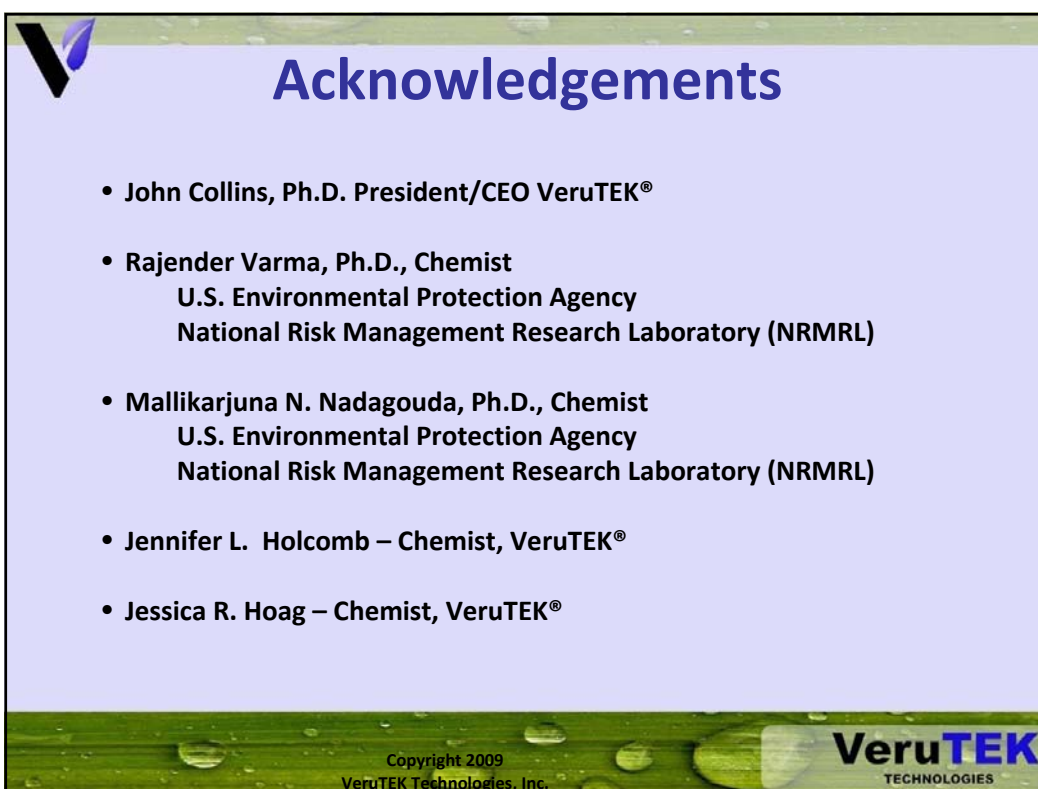 Acknowledgements
• John Collins, Ph.D. President/CEO VeruTEK®
• Rajender Varma, Ph.D., Chemist
U.S. Environmental Protection Agency
National Risk Management Research Laboratory (NRMRL)
• Mallikarjuna N. Nadagouda, Ph.D., Chemist
U.S. Environmental Protection Agency
National Risk Management Research Laboratory (NRMRL)
• Jennifer L. Holcomb – Chemist, VeruTEK®
• Jessica R. Hoag – Chemist, VeruTEK®
Copyright 2009
VeruTEK Technologies, Inc.
VeruTEK
TECHNOLOGIES